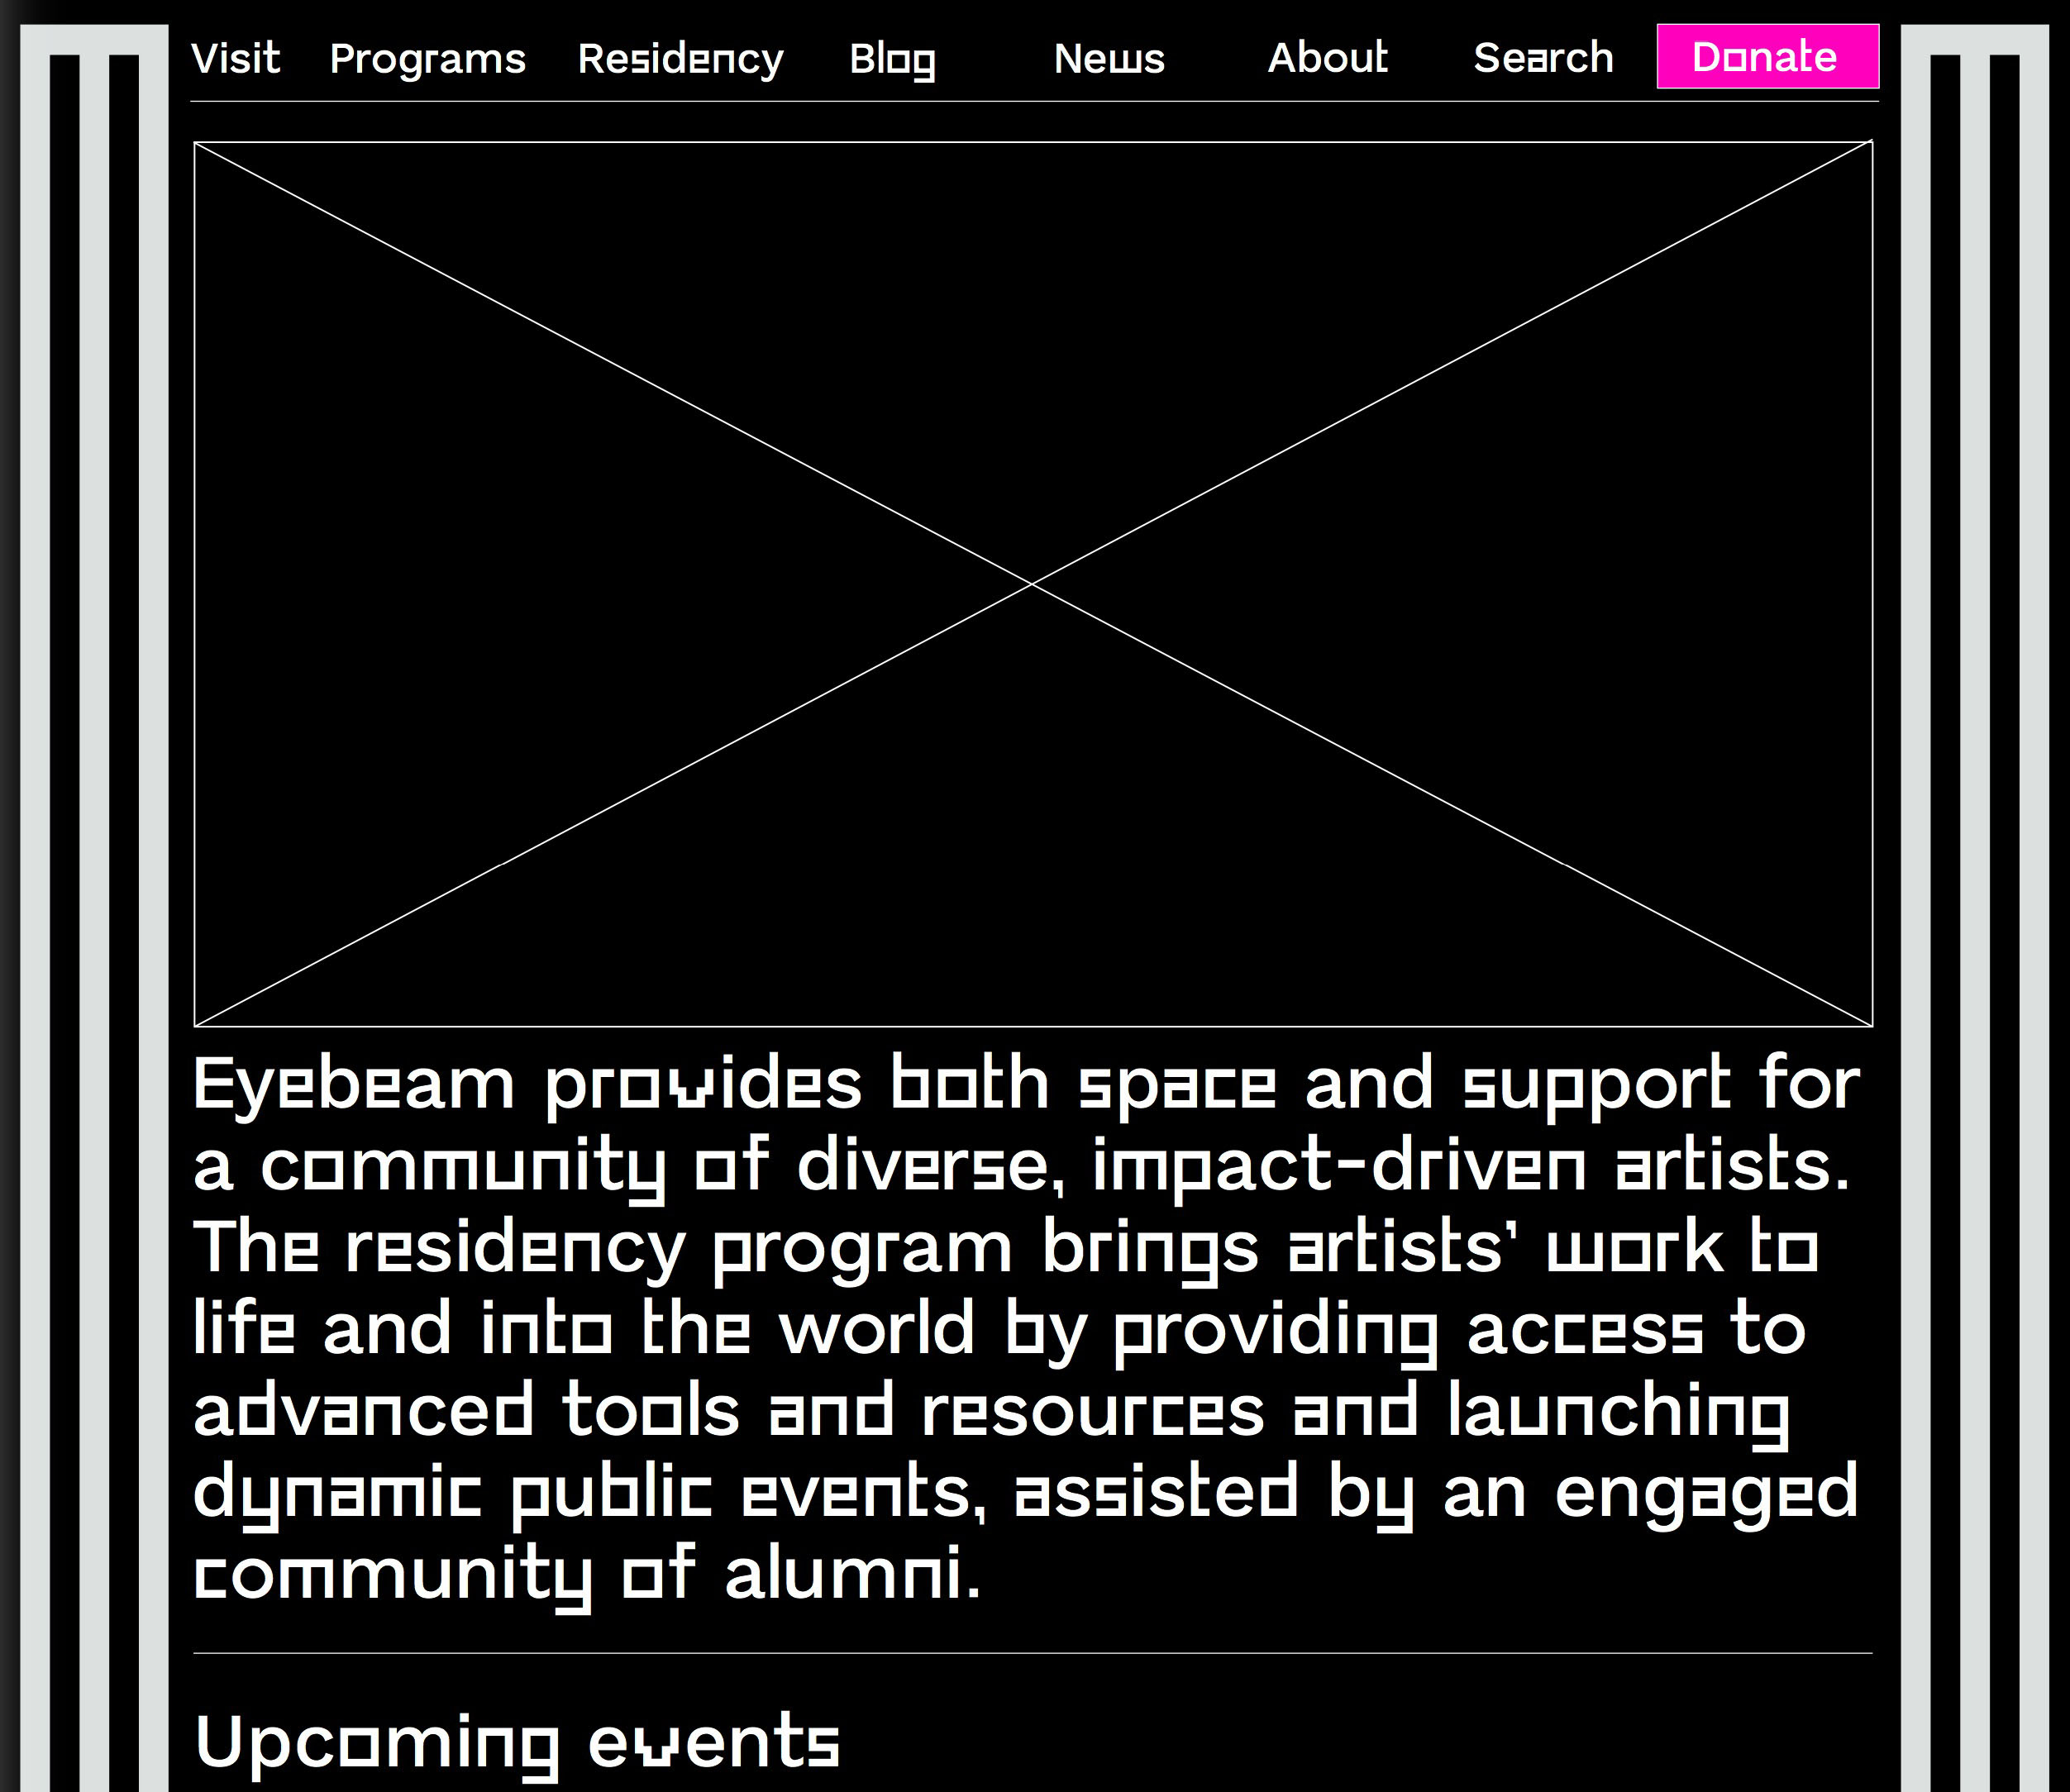 Visit Programs Residency Blog News About Search Donate
Eyebeam provides both space and support for
a community of diverse, impact-driven artists.
The residency program brings artists’ work to
life and into the world by providing access to
advanced tools and resources and launching
dynamic public events, assisted by an engaged
community of alumni.
Upcoming events